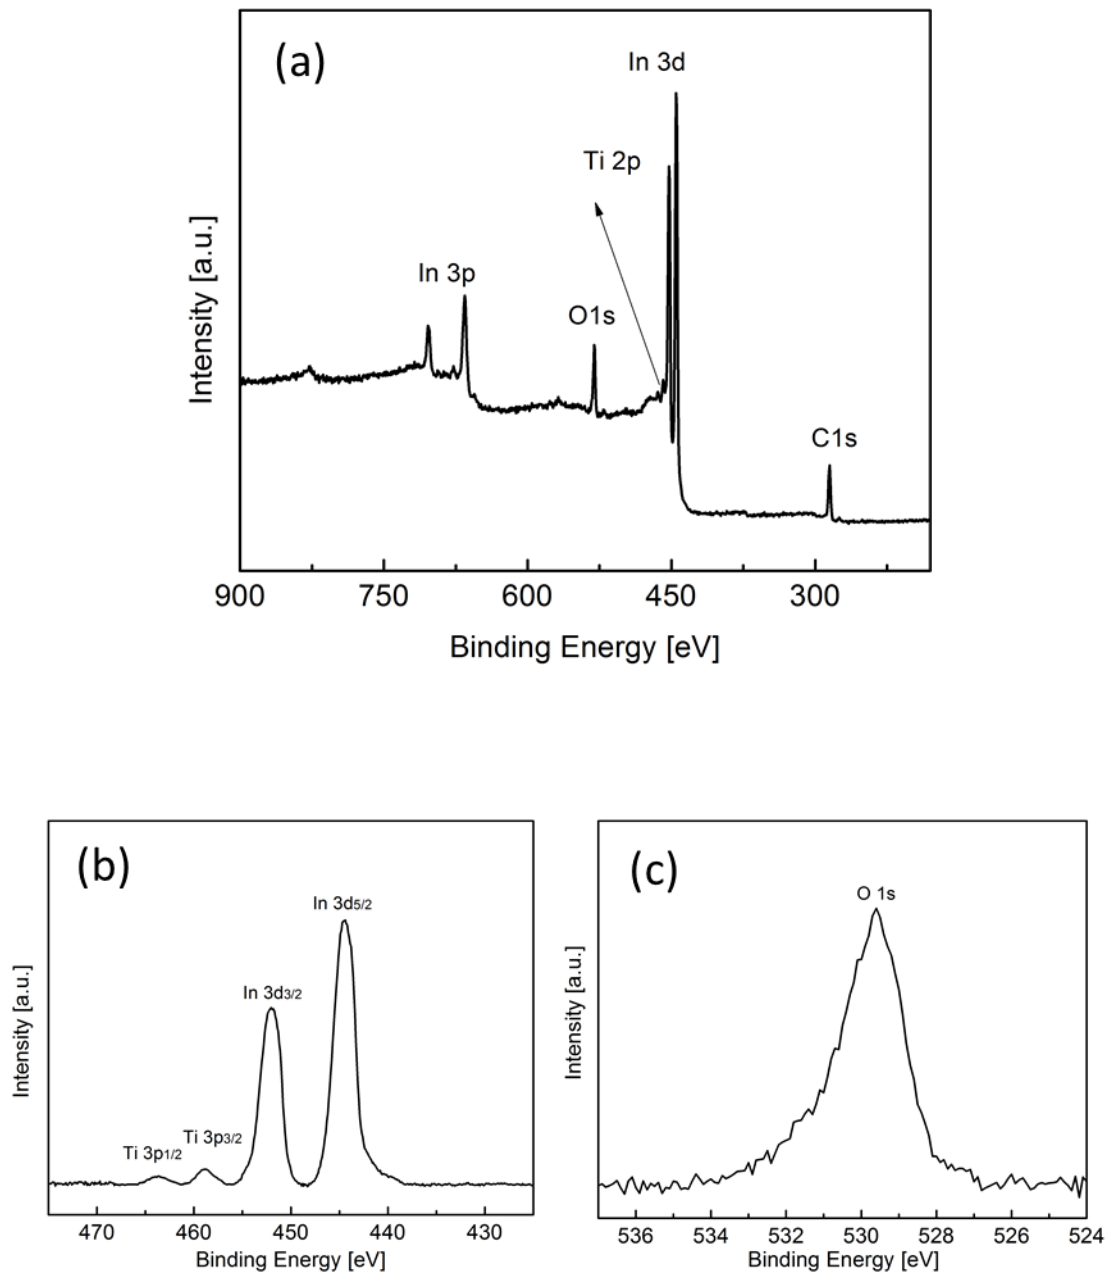 (a)
In 3d
Ti 2p
In 3p
O1s
C1s
Intensity [a.u.]
900 750 600 450 300
Binding Energy [eV]
(b)
In 3d5/2
In 3d3/2
Ti 3p3/2
Ti 3p1/2
Intensity [a.u.]
470 460 450 440 430
Binding Energy [eV]
(c)
O 1s
Intensity [a.u.]
536 534 532 530 528 526 524
Binding Energy [eV]